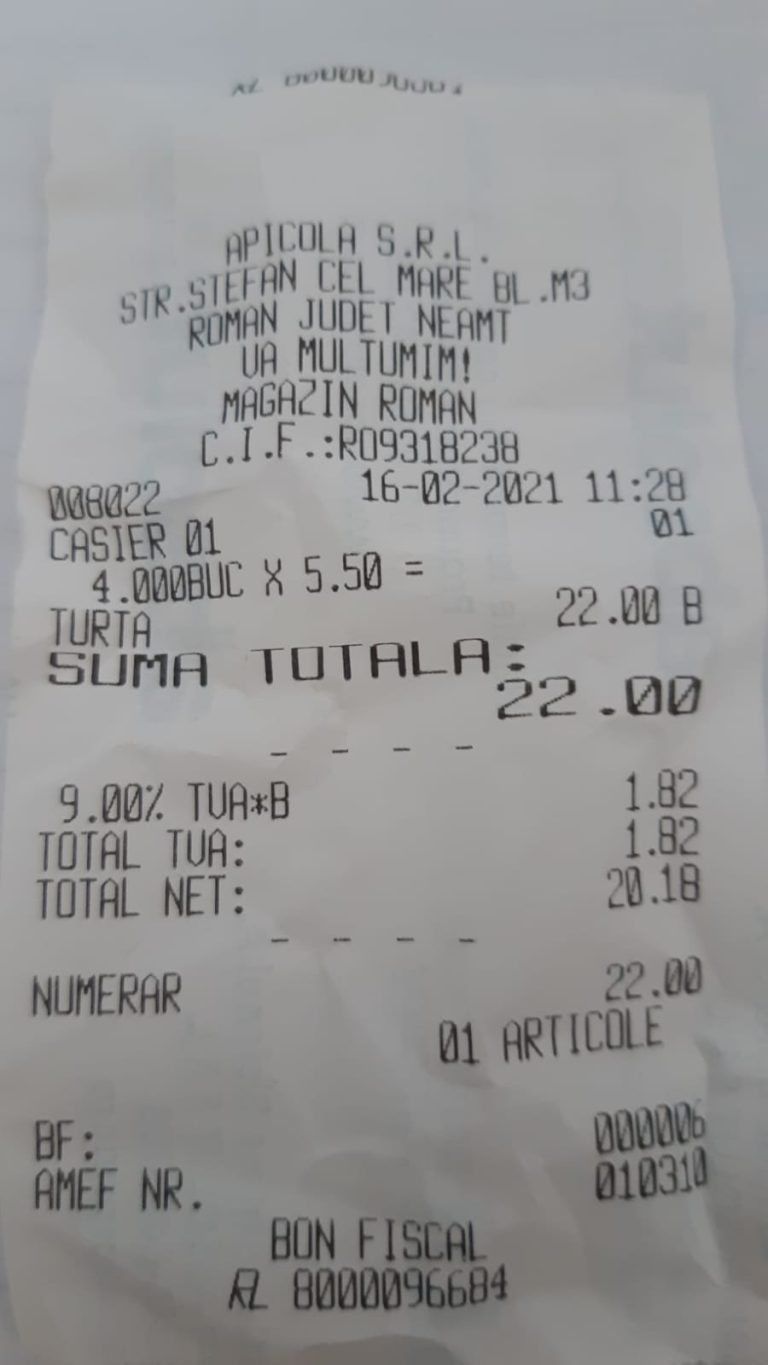 APICOLA S.R.L.
STR.STEFAN CEL MARE BL.M3
ROMAN JUDET NEAMT
VA MULTUMIM!
MAGAZIN ROMAN
C.I.F.:RO9318238
008022 16-02-2021 11:28
CASIER 01 01
4.000BUC X 5.50 =
TURTA 22.00 B
SUMA TOTALA:
22.00
- - - -
9.00% TVA*B 1.82
TOTAL TVA: 1.82
TOTAL NET: 20.18
- - - -
NUMERAR 22.00
01 ARTICOLE
BF: 000006
AMEF NR. 010310
BON FISCAL
8000096684